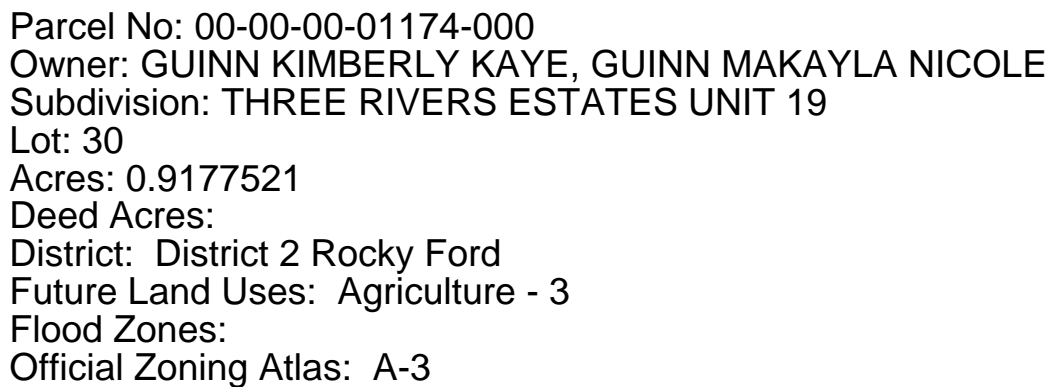 Parcel No: 00-00-00-01174-000
Owner: GUINN KIMBERLY KAYE, GUINN MAKAYLA NICOLE
Subdivision: THREE RIVERS ESTATES UNIT 19
Lot: 30
Acres: 0.9177521
Deed Acres:
District:  District 2 Rocky Ford
Future Land Uses:  Agriculture - 3
Flood Zones:
Official Zoning Atlas:  A-3